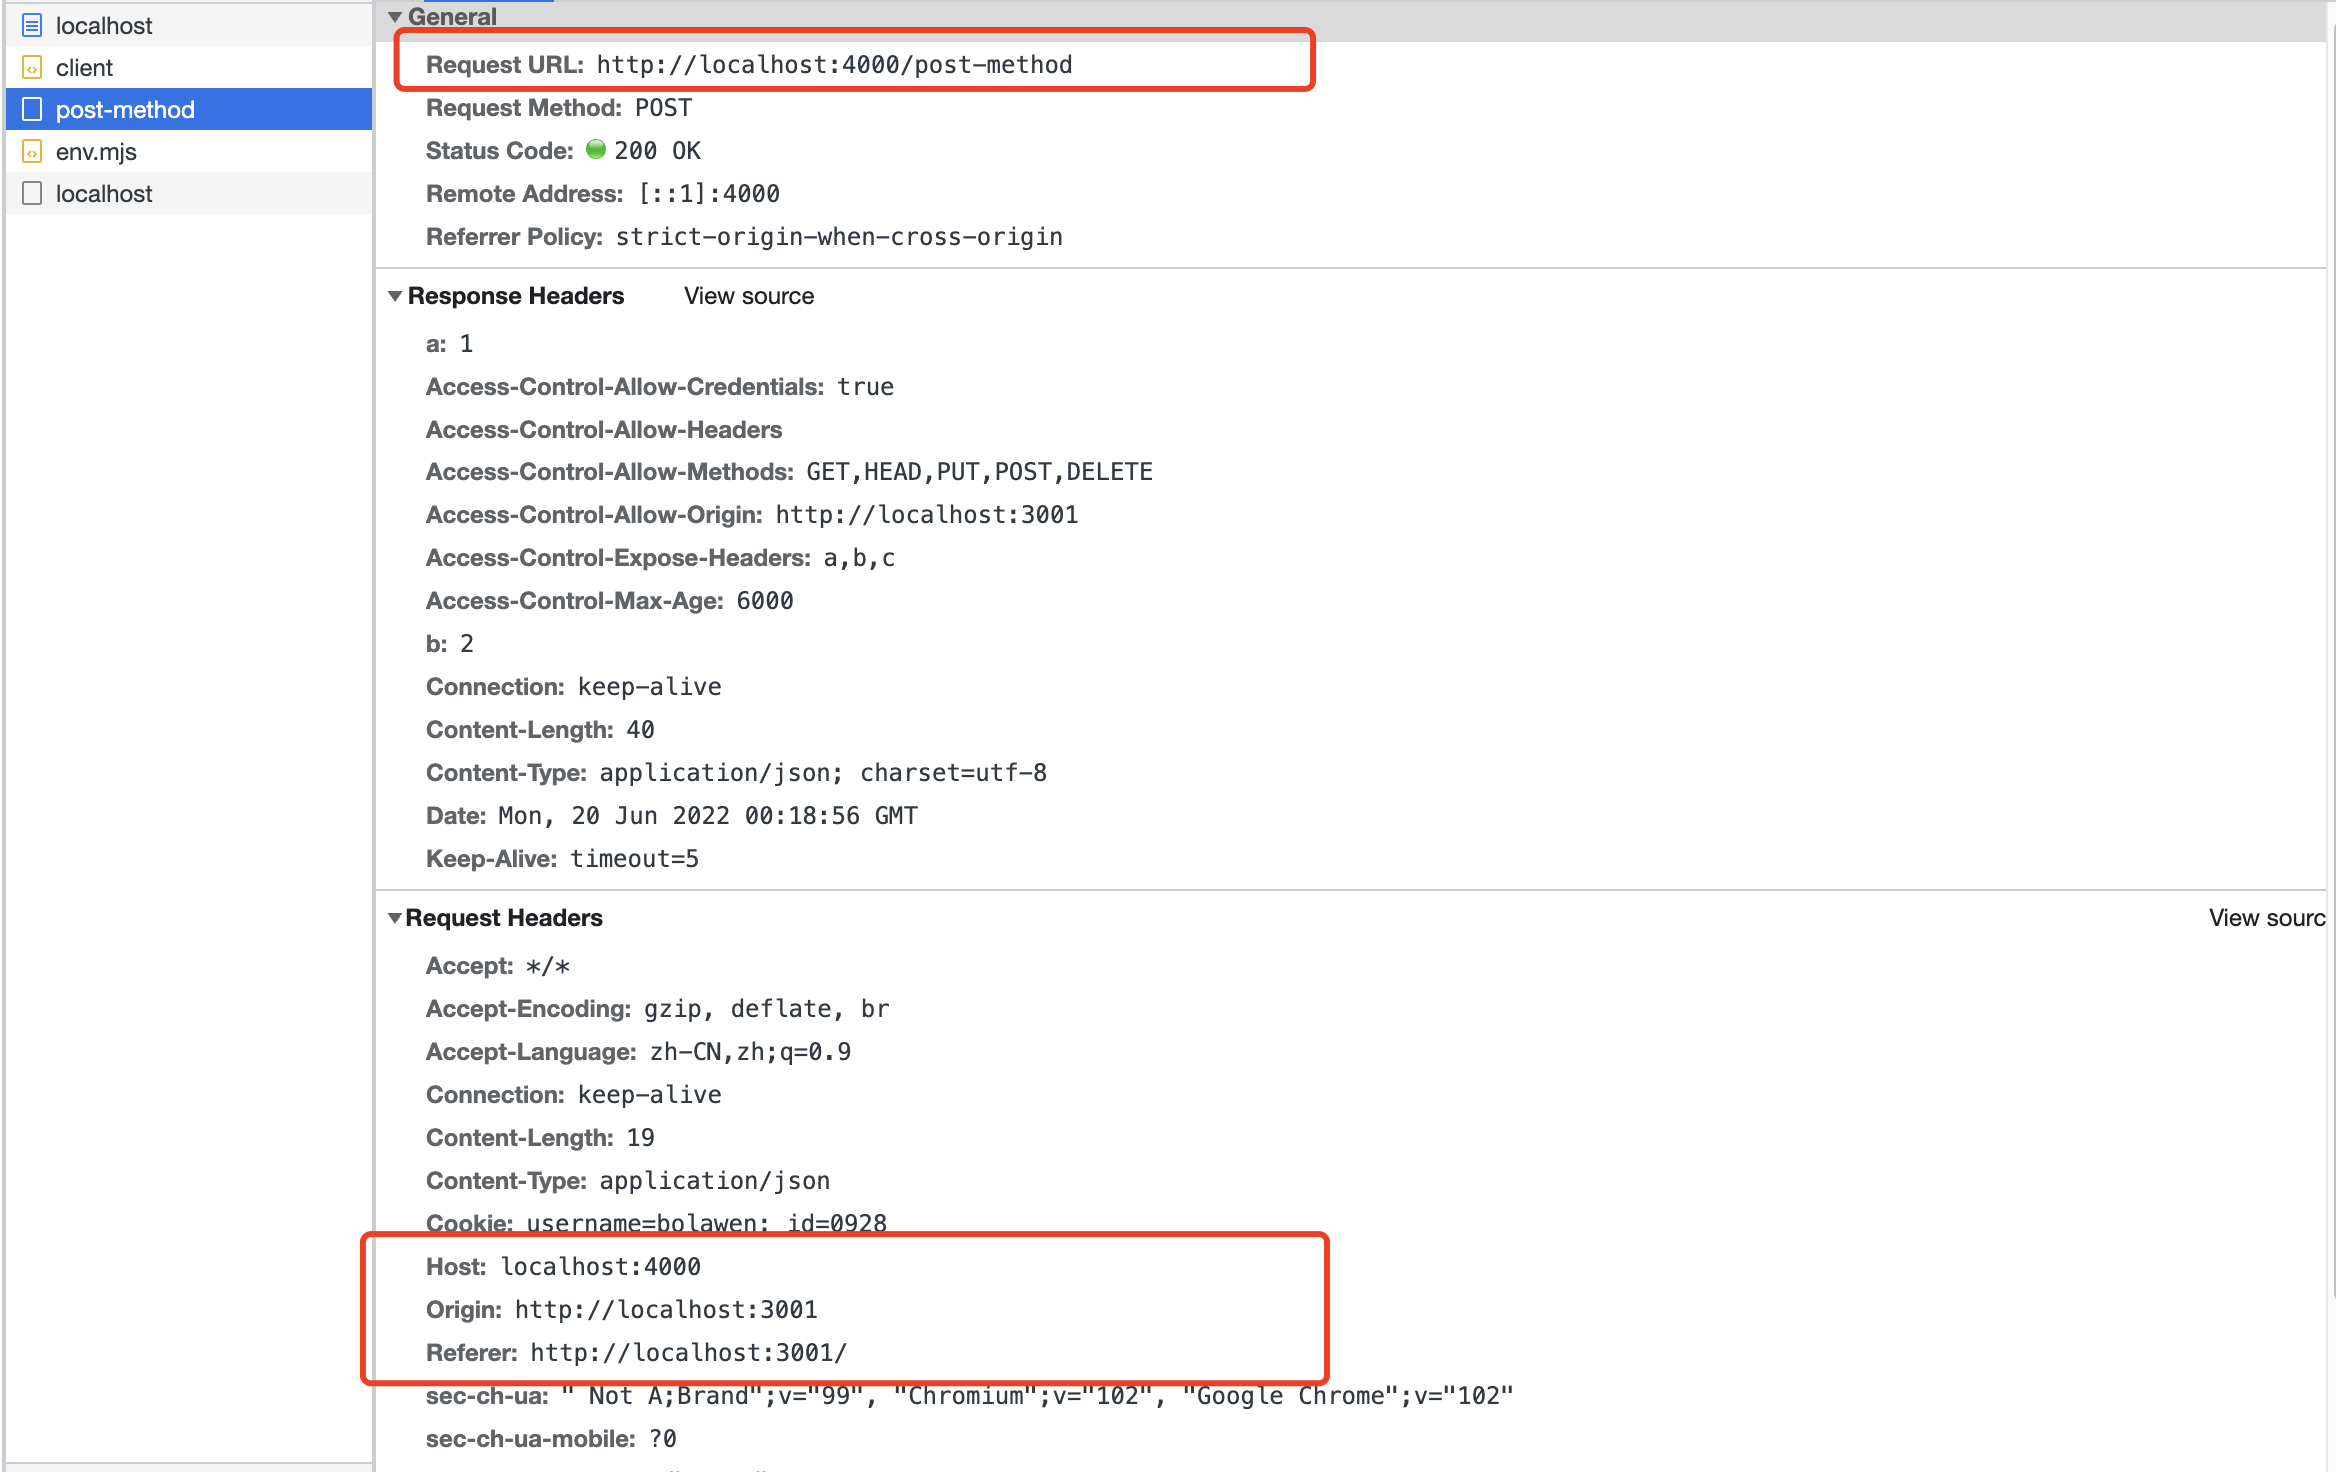 localhost
client
post-method
env.mjs
localhost
General
Request URL: http://localhost:4000/post-method
Request Method: POST
Status Code: 200 OK
Remote Address: [::1]:4000
Referrer Policy: strict-origin-when-cross-origin
Response Headers View source
a: 1
Access-Control-Allow-Credentials: true
Access-Control-Allow-Headers
Access-Control-Allow-Methods: GET,HEAD,PUT,POST,DELETE
Access-Control-Allow-Origin: http://localhost:3001
Access-Control-Expose-Headers: a,b,c
Access-Control-Max-Age: 6000
b: 2
Connection: keep-alive
Content-Length: 40
Content-Type: application/json; charset=utf-8
Date: Mon, 20 Jun 2022 00:18:56 GMT
Keep-Alive: timeout=5
Request Headers View sourc
Accept: */*
Accept-Encoding: gzip, deflate, br
Accept-Language: zh-CN,zh;q=0.9
Connection: keep-alive
Content-Length: 19
Content-Type: application/json
Cookie: username=bolawen; id=0928
Host: localhost:4000
Origin: http://localhost:3001
Referer: http://localhost:3001/
sec-ch-ua: " Not A;Brand";v="99", "Chromium";v="102", "Google Chrome";v="102"
sec-ch-ua-mobile: ?0